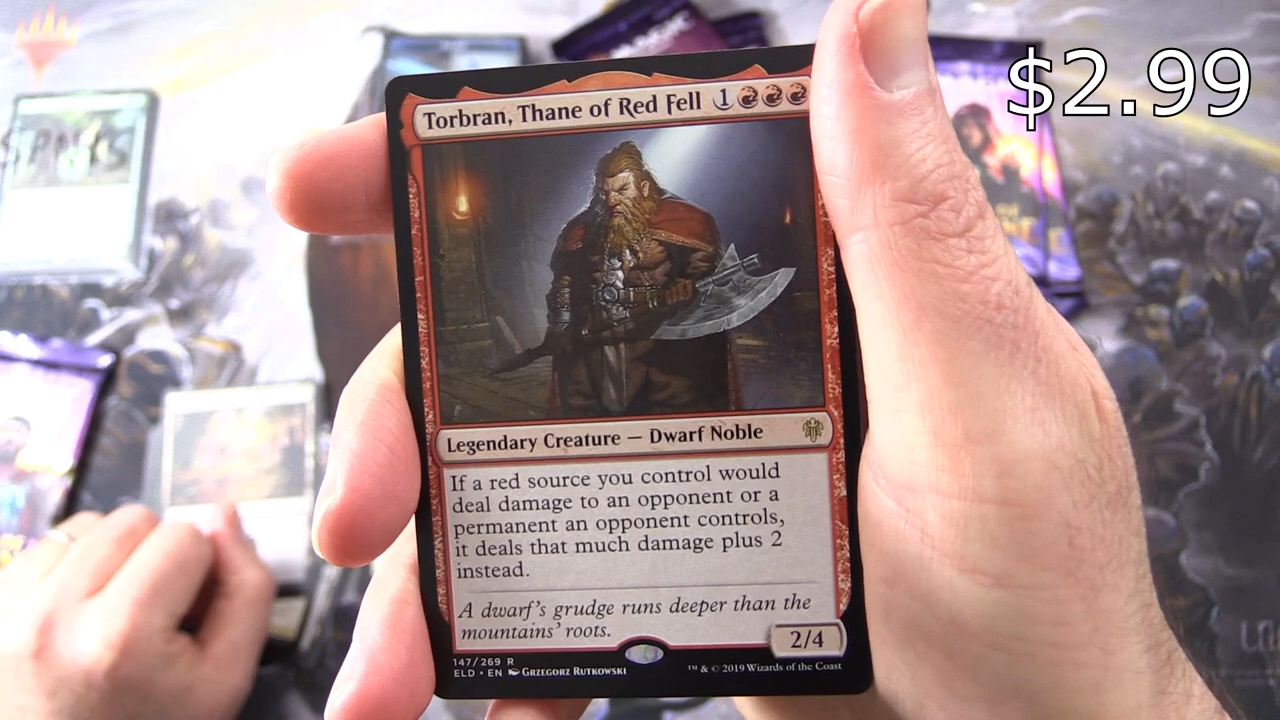 $2.99
Torbran, Thane of Red Fell 1
Legendary Creature — Dwarf Noble
If a red source you control would
deal damage to an opponent or a
permanent an opponent controls,
it deals that much damage plus 2
instead.
A dwarf's grudge runs deeper than the
mountains' roots.
2/4
147/269 R
ELD • EN Grzegorz Rutkowski
™ & © 2019 Wizards of the Coast